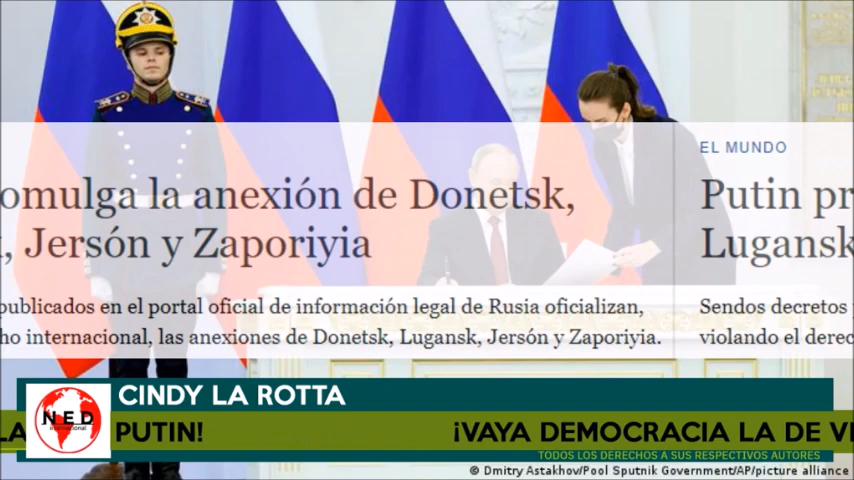 EL MUNDO
omulga la anexión de Donetsk,
, Jersón y Zaporiyia
publicados en el portal oficial de información legal de Rusia oficializan,
ho internacional, las anexiones de Donetsk, Lugansk, Jersón y Zaporiyia.
Putin pr
Lugansk
Sendos decretos
violando el derec
CINDY LA ROTTA
NED
international
LA
PUTIN!
¡VAYA DEMOCRACIA LA DE V
TODOS LOS DERECHOS A SUS RESPECTIVOS AUTORES
© Dmitry Astakhov/Pool Sputnik Government/AP/picture alliance